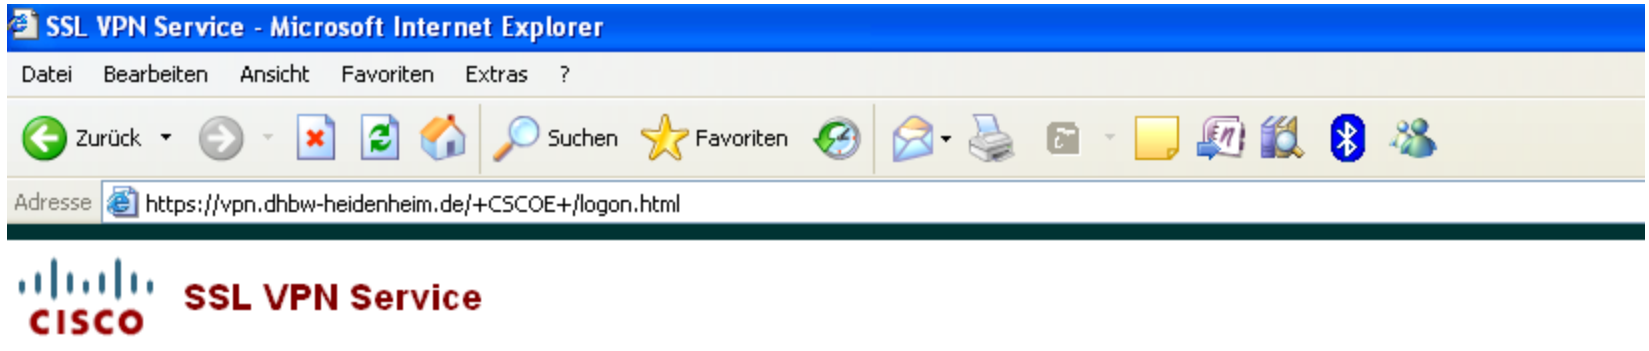 SSL VPN Service - Microsoft Internet Explorer
Datei Bearbeiten Ansicht Favoriten Extras ?
Zurück Suchen Favoriten
Adresse https://vpn.dhbw-heidenheim.de/+CSCOE+/logon.html
CISCO SSL VPN Service